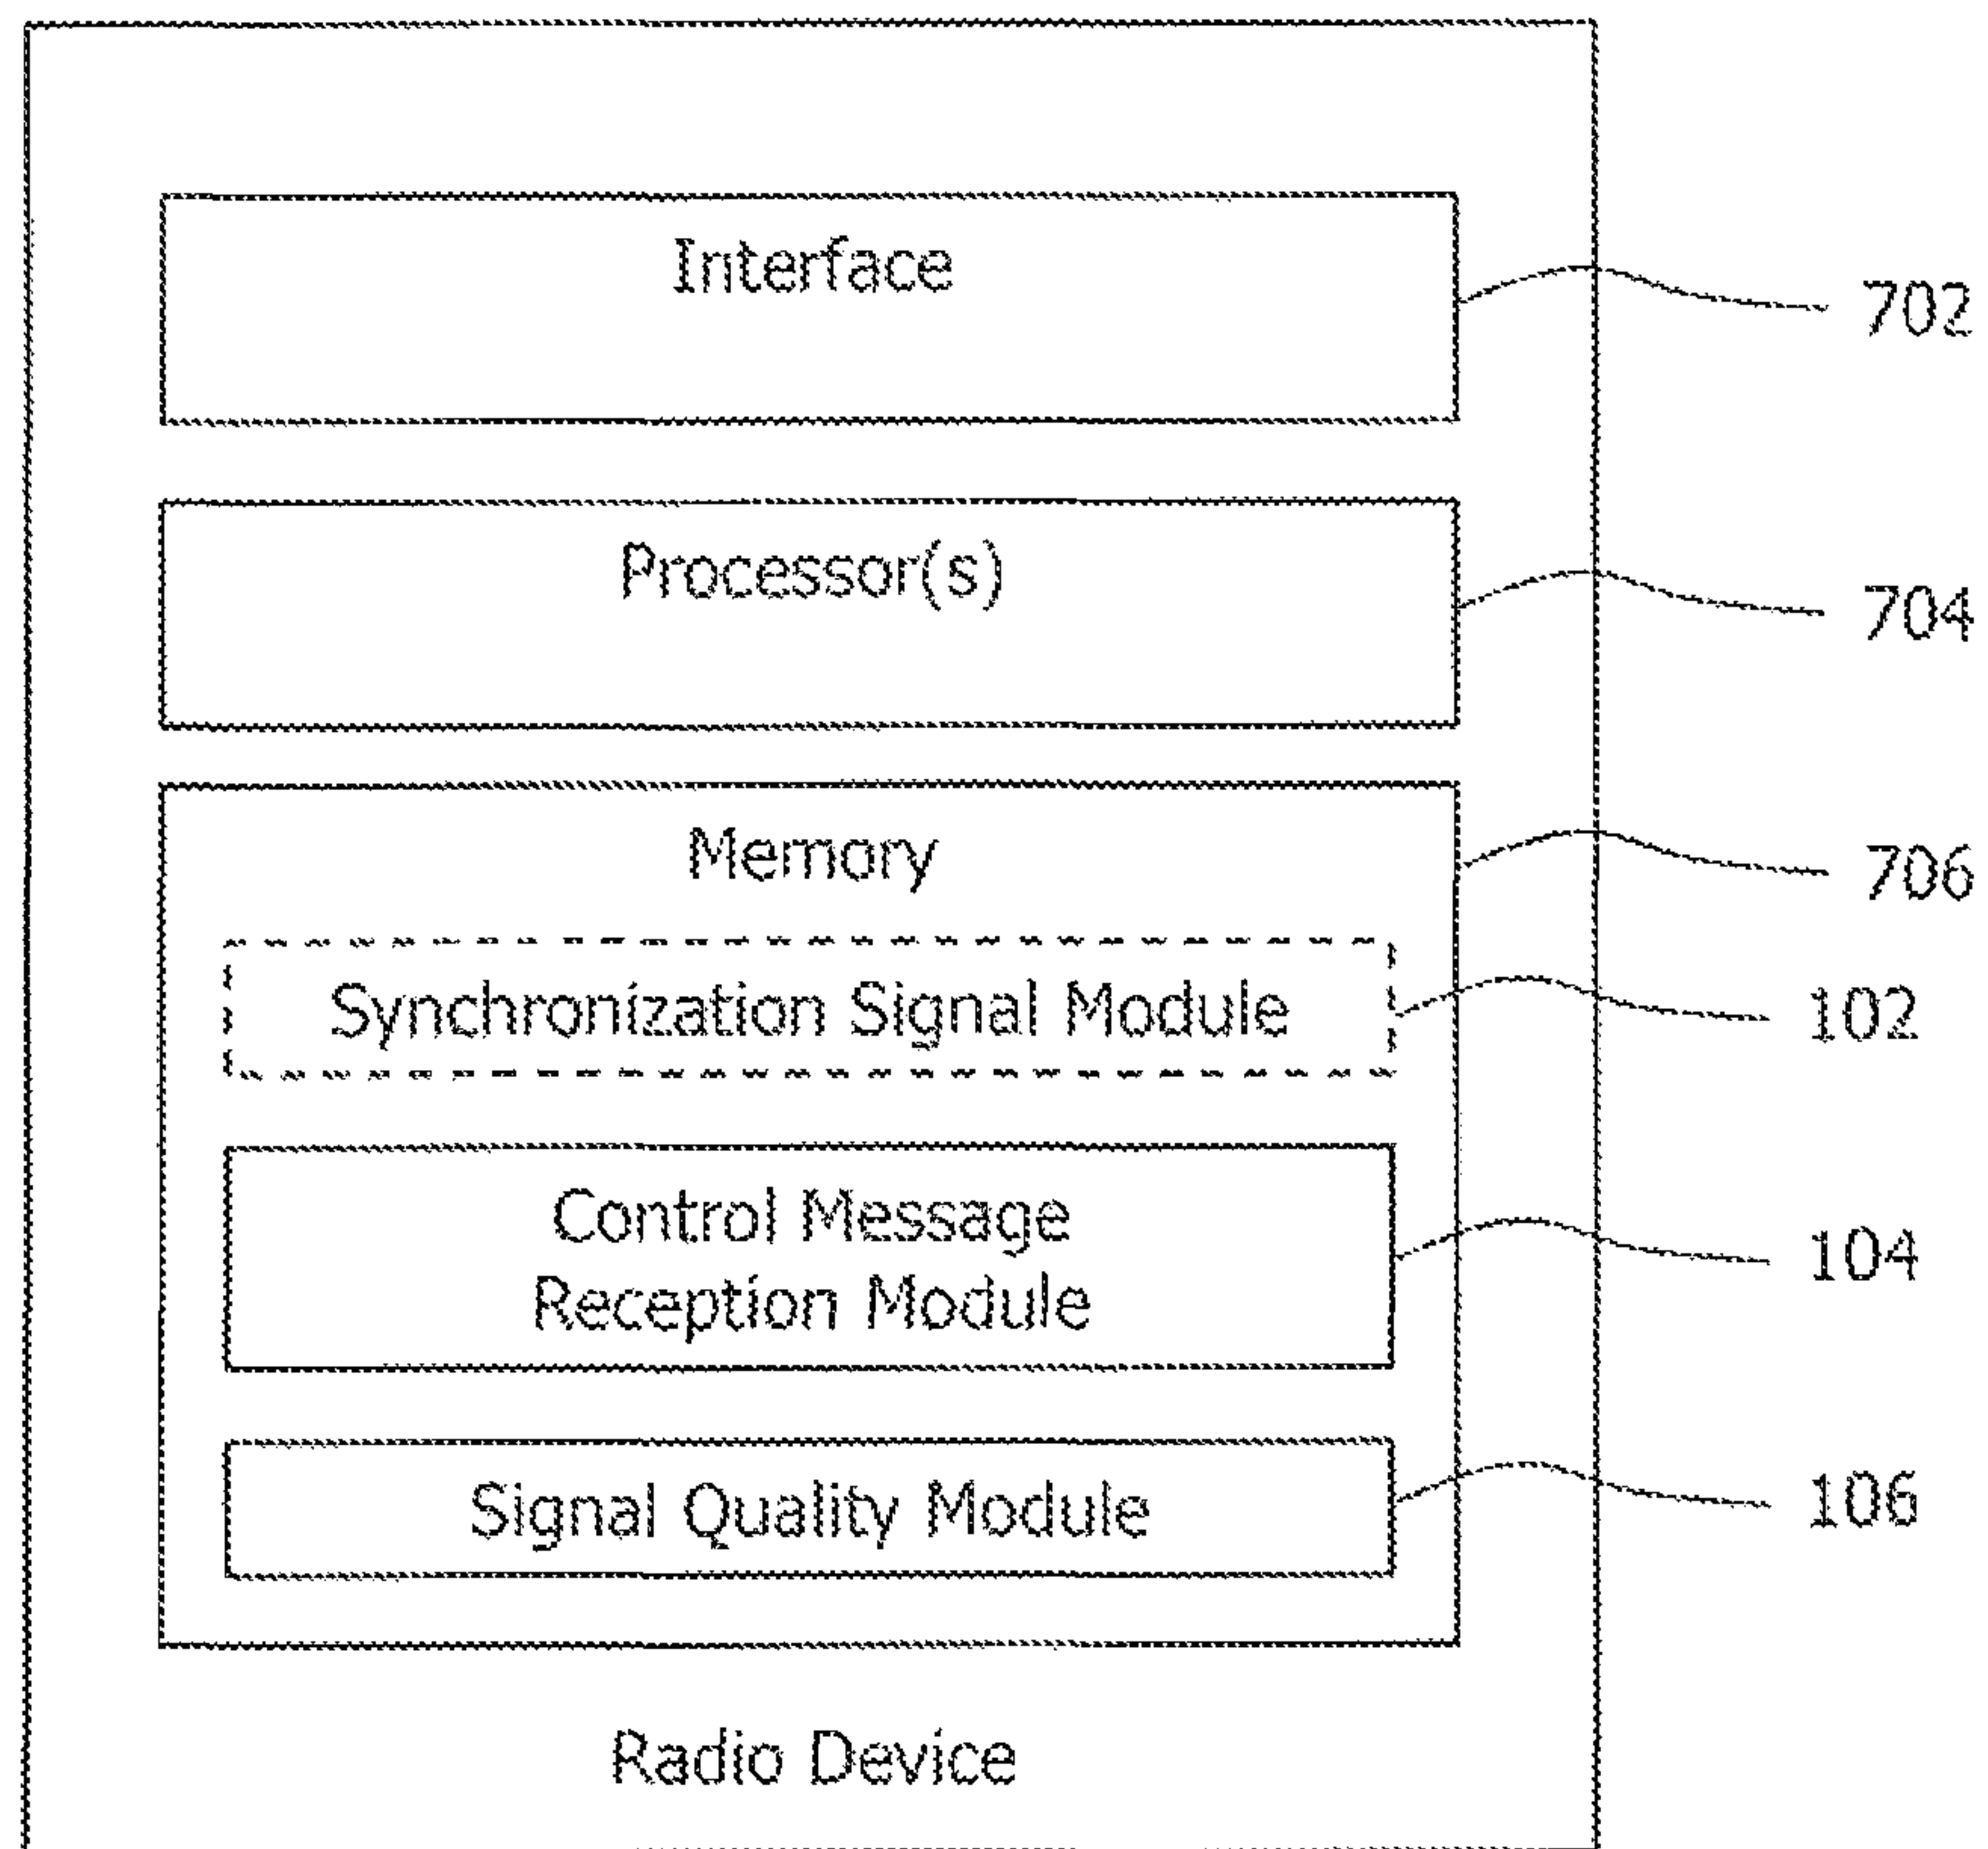 Interface
702
Processor(s)
704
Memory
706
Synchronization Signal Module
102
Control Message
Reception Module
104
Signal Quality Module
106
Radio Device